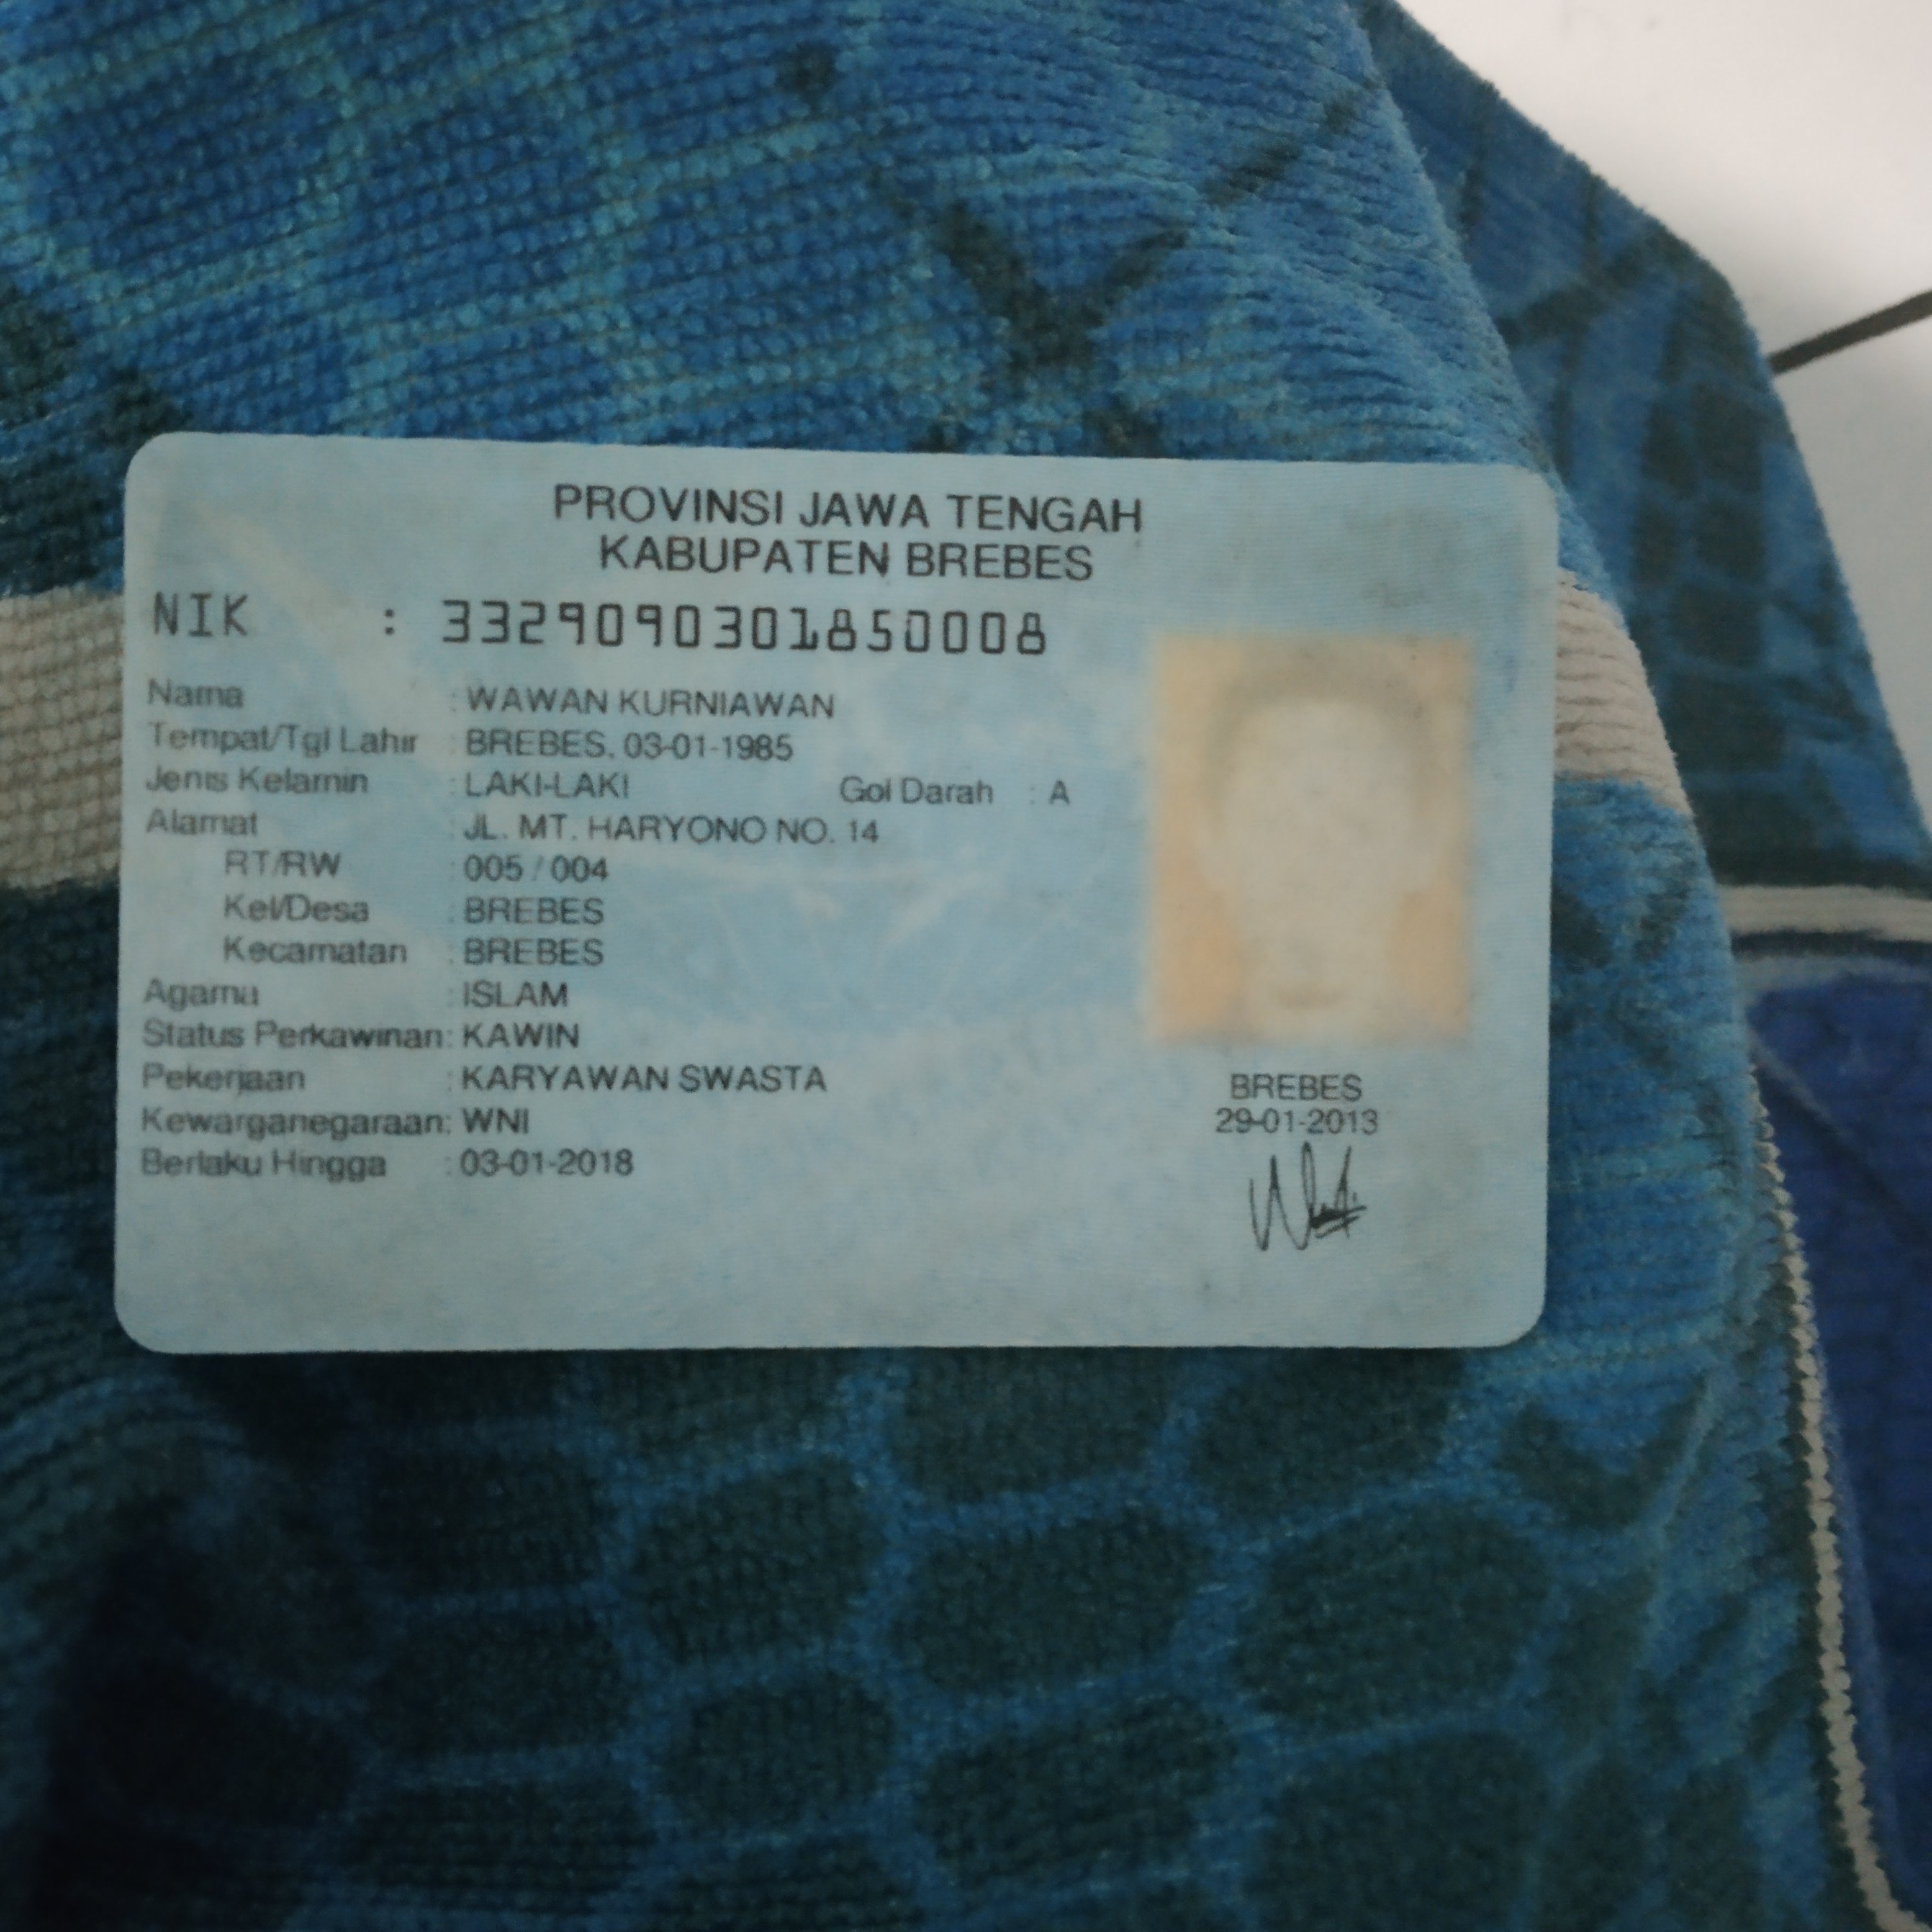 PROVINSI JAWA TENGAH
KABUPATEN BREBES
NIK : 3329090301850008
Nama : WAWAN KURNIAWAN
Tempat/Tgl Lahir : BREBES, 03-01-1985
Jenis Kelamin : LAKI-LAKI Gol Darah : A
Alamat : JL. MT. HARYONO NO. 14
RT/RW : 005 / 004
Kel/Desa : BREBES
Kecamatan : BREBES
Agama : ISLAM
Status Perkawinan: KAWIN
Pekerjaan : KARYAWAN SWASTA
Kewarganegaraan: WNI
Berlaku Hingga : 03-01-2018
BREBES
29-01-2013